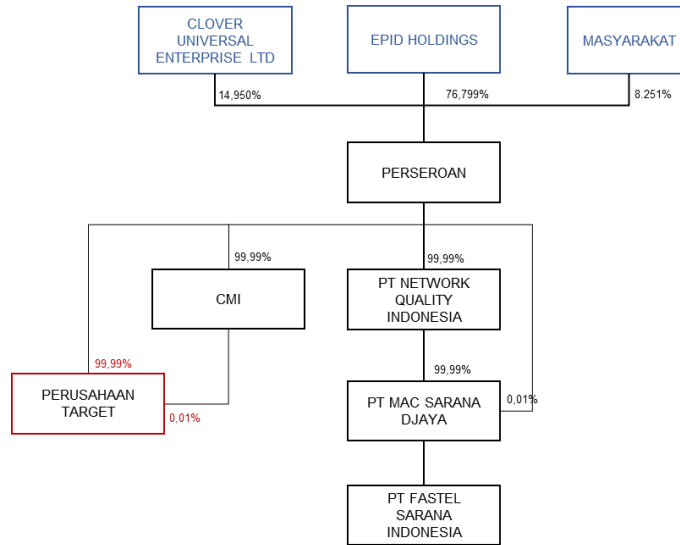 CLOVER
UNIVERSAL
ENTERPRISE LTD
EPID HOLDINGS
MASYARAKAT
14,950%
76,799%
8.251%
PERSEROAN
99,99%
99,99%
CMI
PT NETWORK
QUALITY
INDONESIA
99,99%
99,99%
PERUSAHAAN
TARGET
0,01%
PT MAC SARANA
DJAYA
0,01%
PT FASTEL
SARANA
INDONESIA